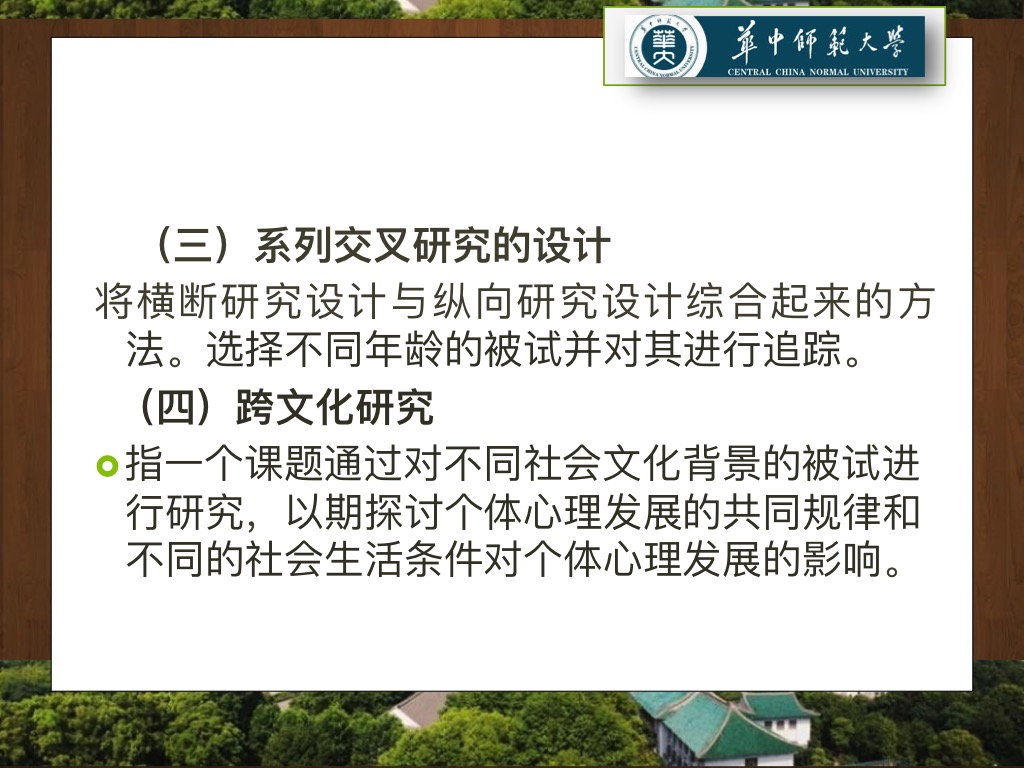 華中師範大學
CENTRAL CHINA NORMAL UNIVERSITY
（三）系列交叉研究的设计
将横断研究设计与纵向研究设计综合起来的方
法。选择不同年龄的被试并对其进行追踪。
（四）跨文化研究
指一个课题通过对不同社会文化背景的被试进
行研究，以期探讨个体心理发展的共同规律和
不同的社会生活条件对个体心理发展的影响。